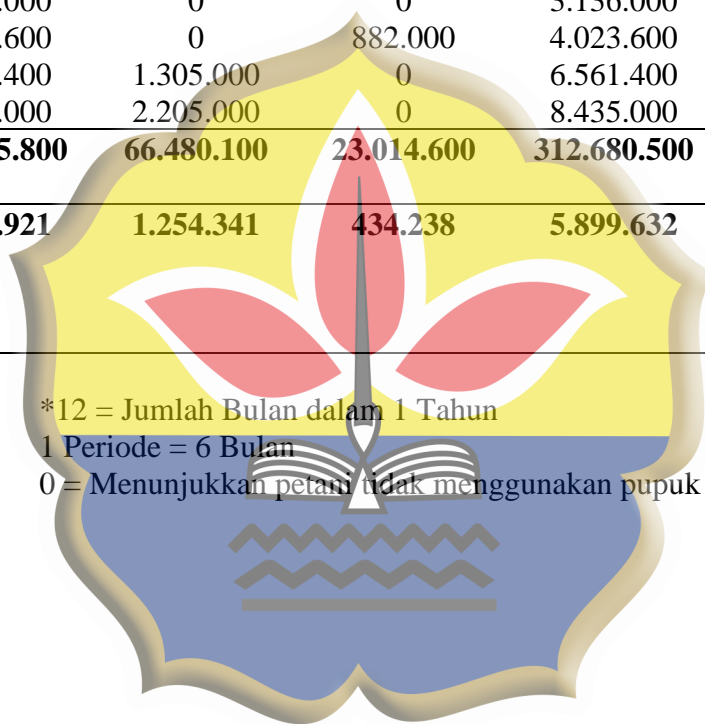 .000 0 0 3.136.000
.600 0 882.000 4.023.600
.400 1.305.000 0 6.561.400
.000 2.205.000 0 8.435.000
5.800 66.480.100 23.014.600 312.680.500
.921 1.254.341 434.238 5.899.632
*12 = Jumlah Bulan dalam 1 Tahun
1 Periode = 6 Bulan
0 = Menunjukkan petani tidak menggunakan pupuk